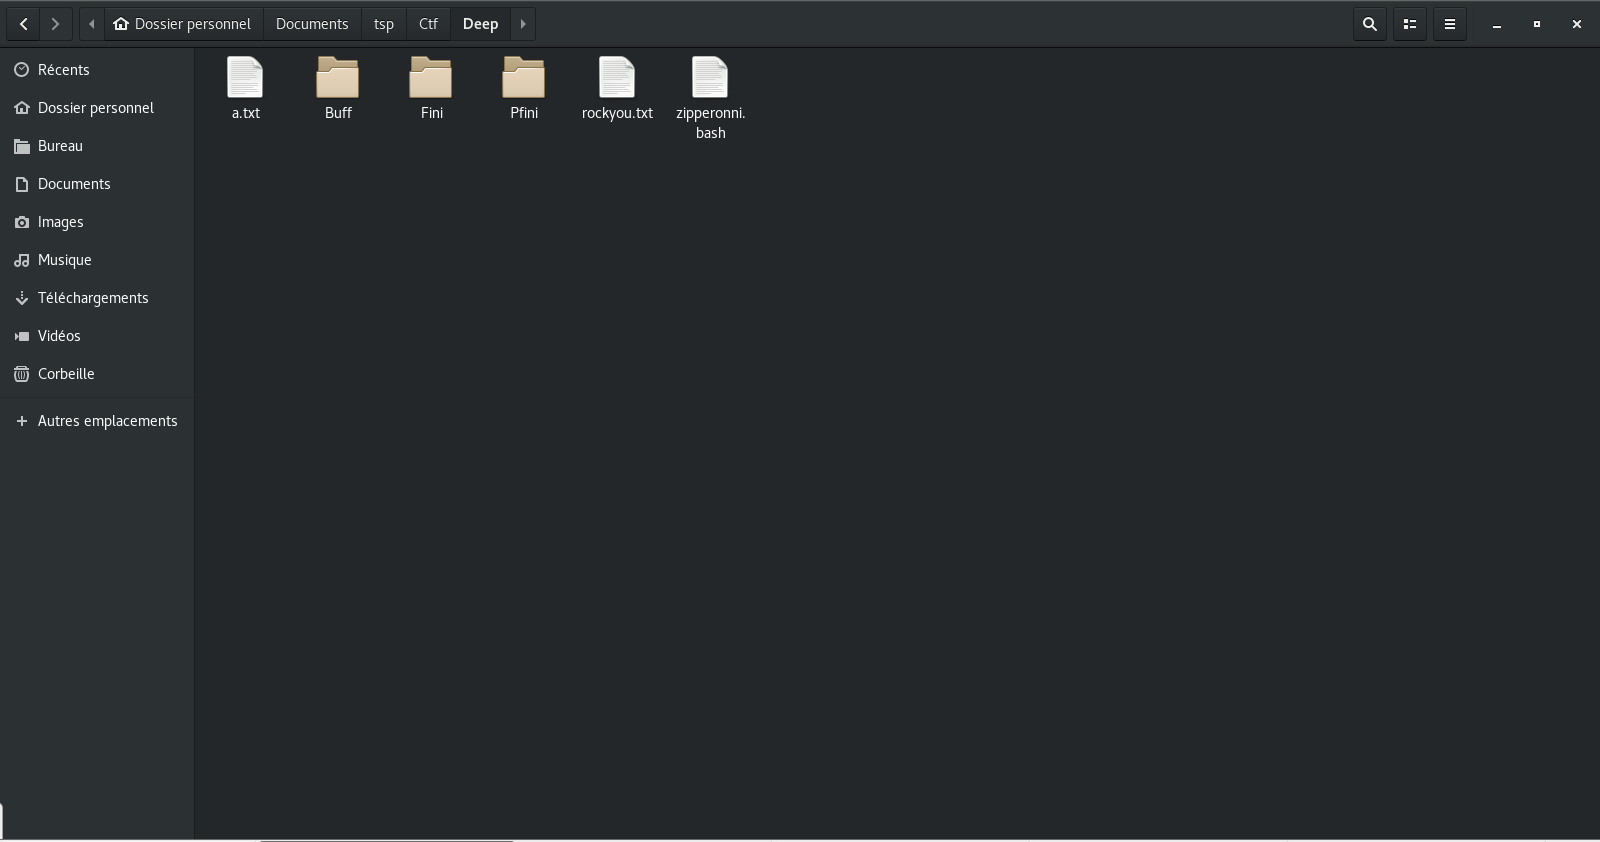 Dossier personnel Documents tsp Ctf Deep
Récents
Dossier personnel
Bureau
Documents
Images
Musique
Téléchargements
Vidéos
Corbeille
Autres emplacements
a.txt Buff Fini Pfini rockyou.txt zipperonni.
bash